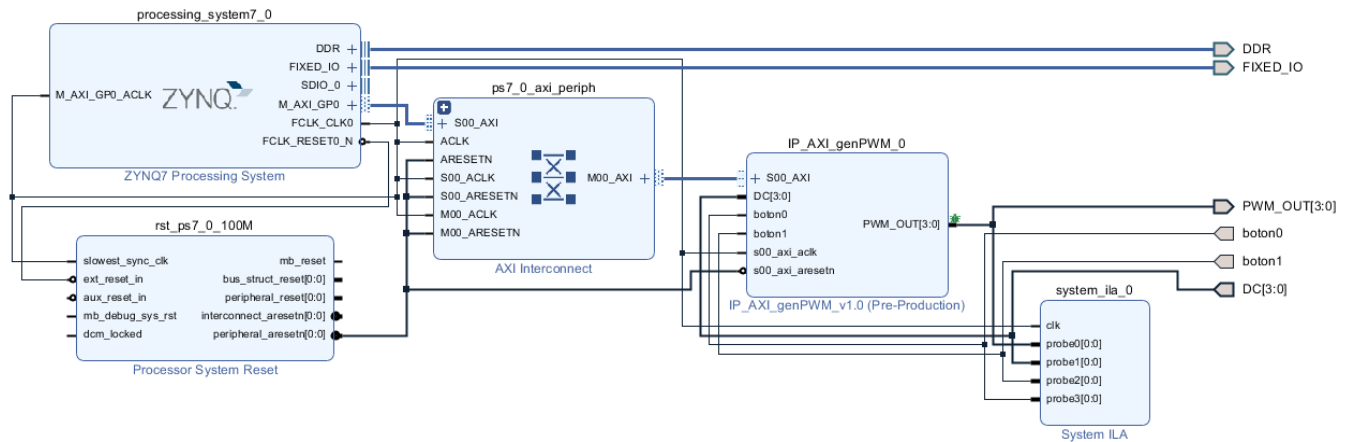 processing_system7_0
DDR
FIXED_IO
SDIO_0
M_AXI_GP0_ACLK
ZYNQ
M_AXI_GP0
FCLK_CLK0
FCLK_RESET0_N
ZYNQ7 Processing System
rst_ps7_0_100M
slowest_sync_clk
mb_reset
ext_reset_in
bus_struct_reset[0:0]
aux_reset_in
peripheral_reset[0:0]
mb_debug_sys_rst
interconnect_aresetn[0:0]
dcm_locked
peripheral_aresetn[0:0]
Processor System Reset
ps7_0_axi_periph
S00_AXI
ACLK
ARESETN
S00_ACLK
M00_AXI
S00_ARESETN
M00_ACLK
M00_ARESETN
AXI Interconnect
IP_AXI_genPWM_0
S00_AXI
DC[3:0]
boton0
PWM_OUT[3:0]
boton1
s00_axi_aclk
s00_axi_aresetn
IP_AXI_genPWM_v1.0 (Pre-Production)
system_ila_0
clk
probe0[0:0]
probe1[0:0]
probe2[0:0]
probe3[0:0]
System ILA
DDR
FIXED_IO
PWM_OUT[3:0]
boton0
boton1
DC[3:0]